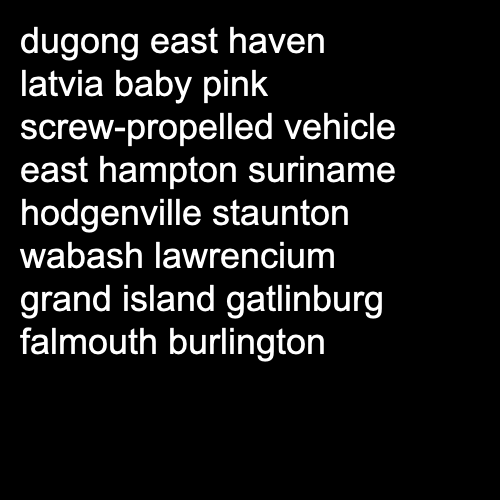 dugong east haven
latvia baby pink
screw-propelled vehicle
east hampton suriname
hodgenville staunton
wabash lawrencium
grand island gatlinburg
falmouth burlington